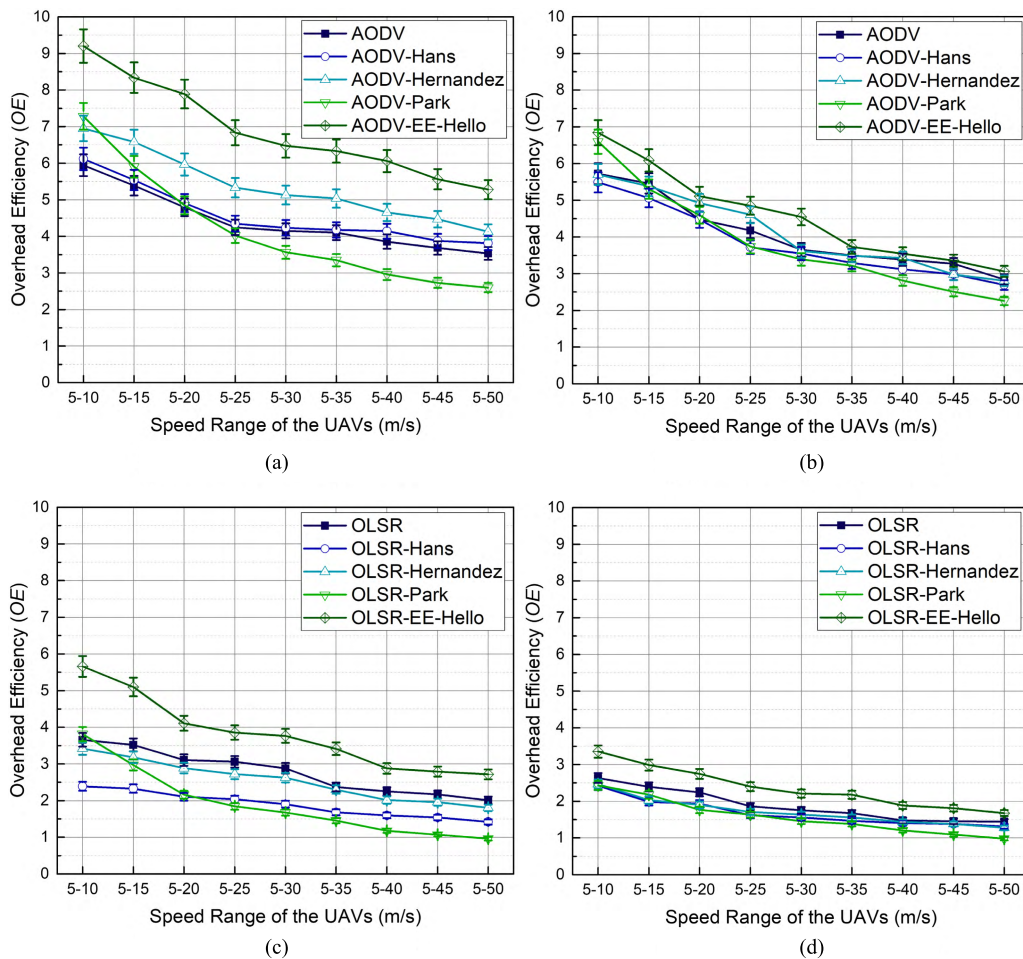 10
9
8
7
6
5
4
3
2
1
0
Overhead Efficiency (OE)
AODV
AODV-Hans
AODV-Hernandez
AODV-Park
AODV-EE-Hello
5-10 5-15 5-20 5-25 5-30 5-35 5-40 5-45 5-50
Speed Range of the UAVs (m/s)
(a)
10
9
8
7
6
5
4
3
2
1
0
Overhead Efficiency (OE)
AODV
AODV-Hans
AODV-Hernandez
AODV-Park
AODV-EE-Hello
5-10 5-15 5-20 5-25 5-30 5-35 5-40 5-45 5-50
Speed Range of the UAVs (m/s)
(b)
10
9
8
7
6
5
4
3
2
1
0
Overhead Efficiency (OE)
OLSR
OLSR-Hans
OLSR-Hernandez
OLSR-Park
OLSR-EE-Hello
5-10 5-15 5-20 5-25 5-30 5-35 5-40 5-45 5-50
Speed Range of the UAVs (m/s)
(c)
10
9
8
7
6
5
4
3
2
1
0
Overhead Efficiency (OE)
OLSR
OLSR-Hans
OLSR-Hernandez
OLSR-Park
OLSR-EE-Hello
5-10 5-15 5-20 5-25 5-30 5-35 5-40 5-45 5-50
Speed Range of the UAVs (m/s)
(d)